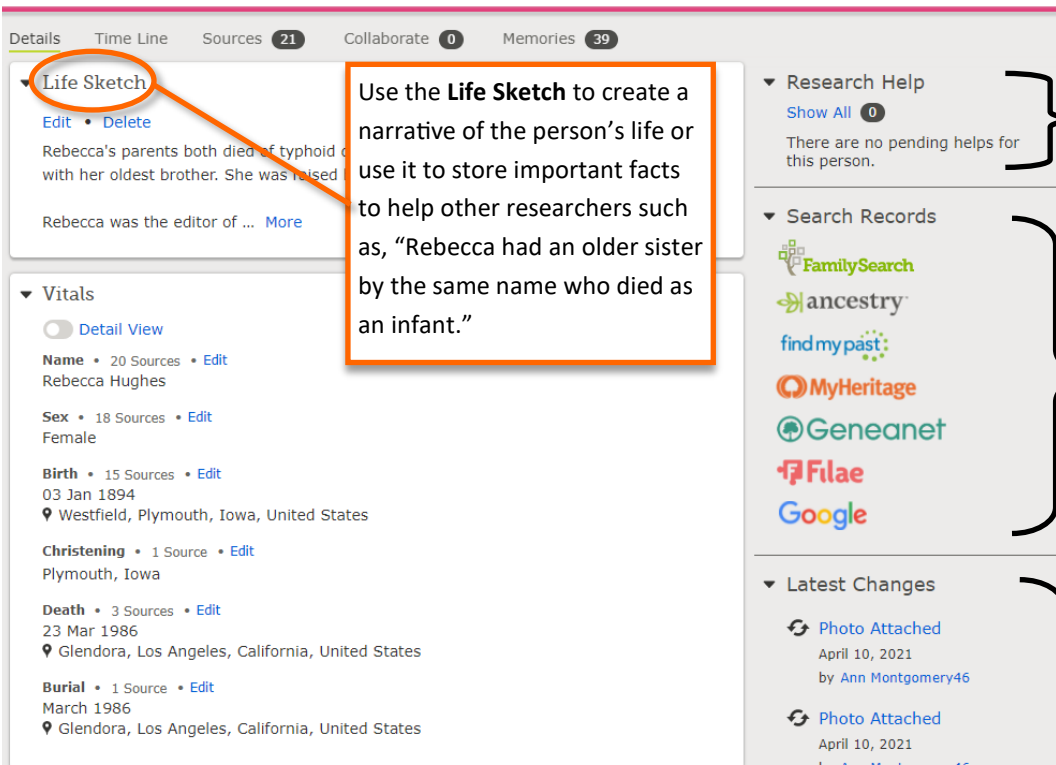 Details Time Line Sources 21 Collaborate 0 Memories 39
Life Sketch
Edit • Delete
Rebecca's parents both died of typhoid
with her oldest brother. She was raised
Rebecca was the editor of ... More
Use the Life Sketch to create a
narrative of the person's life or
use it to store important facts
to help other researchers such
as, "Rebecca had an older sister
by the same name who died as
an infant."
Vitals
Detail View
Name • 20 Sources • Edit
Rebecca Hughes
Sex • 18 Sources • Edit
Female
Birth • 15 Sources • Edit
03 Jan 1894
Westfield, Plymouth, Iowa, United States
Christening • 1 Source • Edit
Plymouth, Iowa
Death • 3 Sources • Edit
23 Mar 1986
Glendora, Los Angeles, California, United States
Burial • 1 Source • Edit
March 1986
Glendora, Los Angeles, California, United States
Research Help
Show All 0
There are no pending helps for
this person.
Search Records
FamilySearch
ancestry
findmypast
MyHeritage
Geneanet
Filae
Google
Latest Changes
Photo Attached
April 10, 2021
by Ann Montgomery46
Photo Attached
April 10, 2021